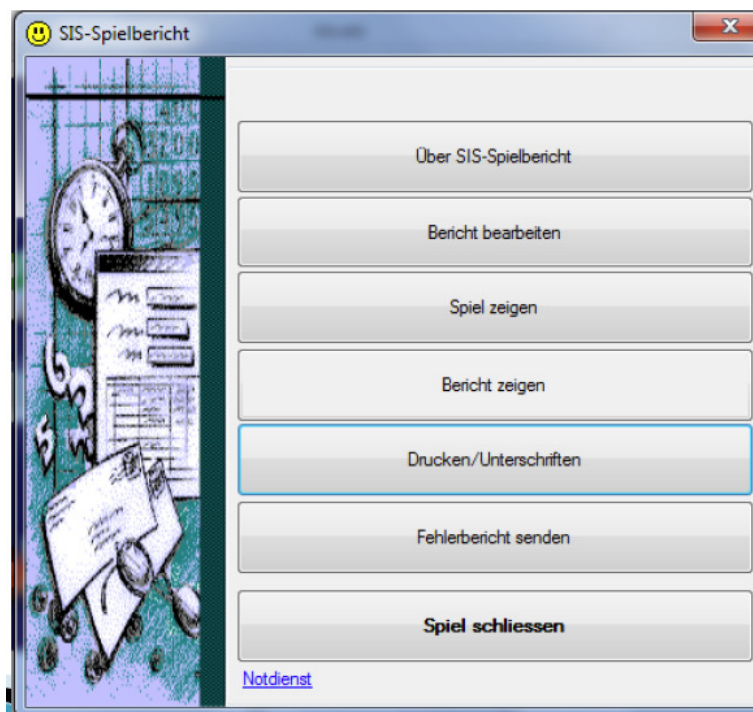 SIS-Spielbericht
Über SIS-Spielbericht
Bericht bearbeiten
Spiel zeigen
Bericht zeigen
Drucken/Unterschriften
Fehlerbericht senden
Spiel schliessen
Notdienst